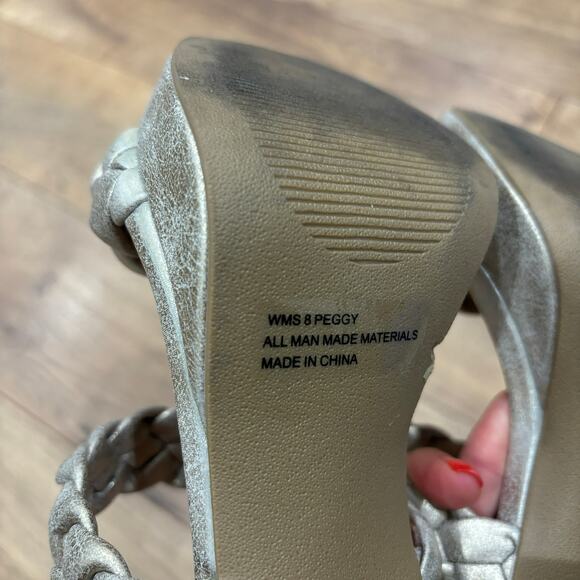 WMS 8 PEGGY
ALL MAN MADE MATERIALS
MADE IN CHINA